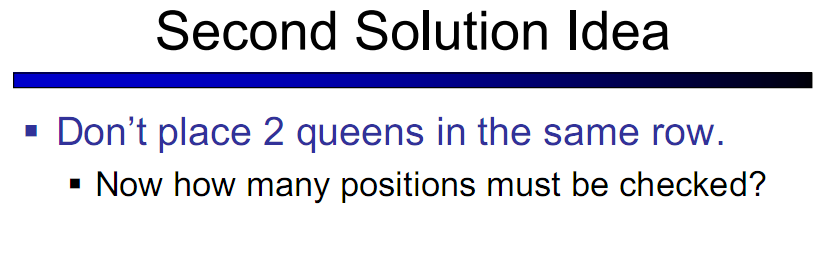 Second Solution Idea
▪ Don’t place 2 queens in the same row.
▪ Now how many positions must be checked?